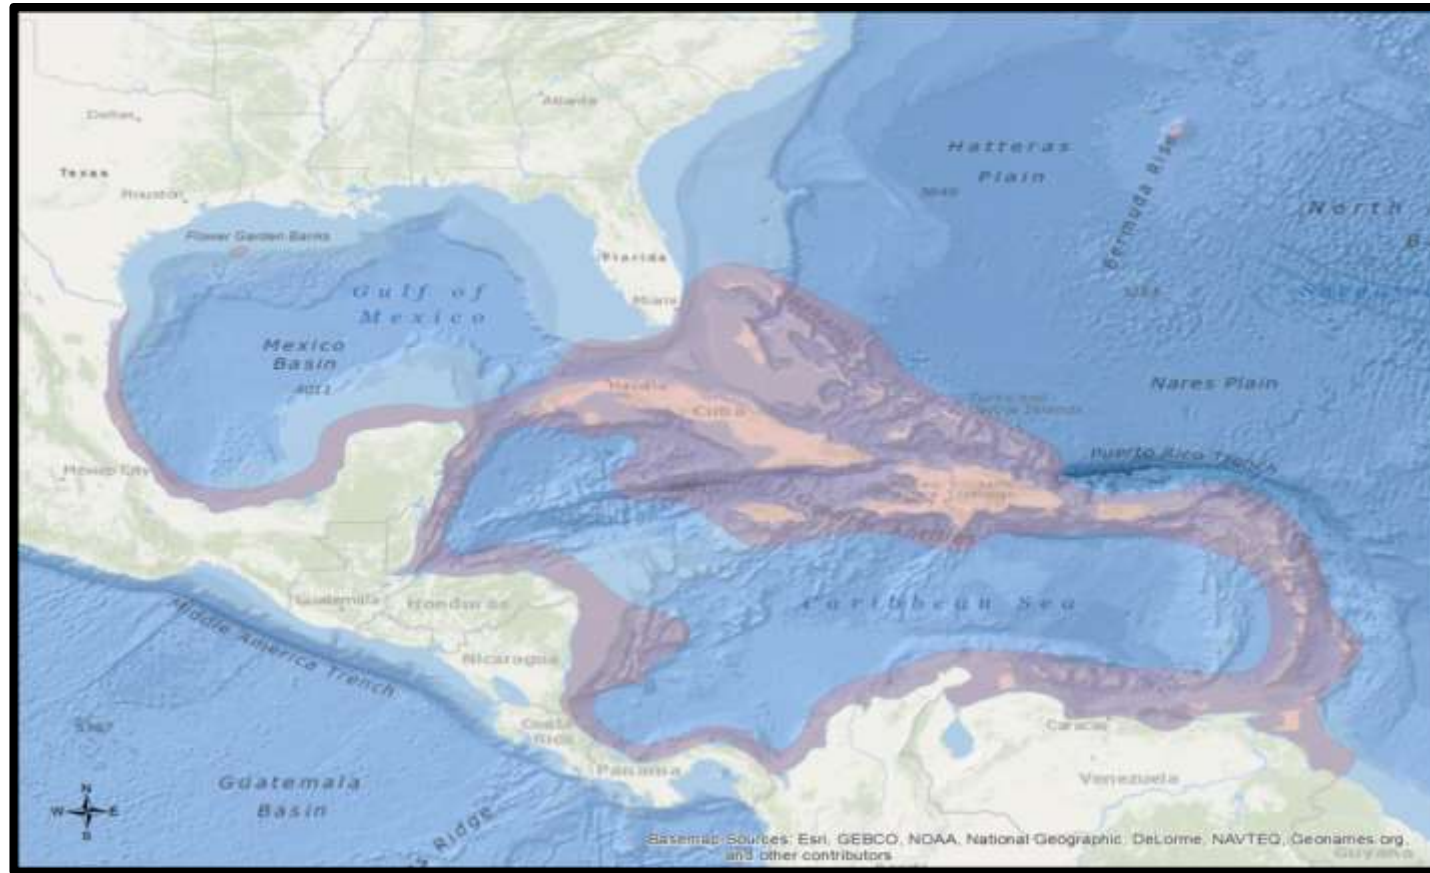 Dallas
Atlanta
Hatteras
Plain
Texas
Houston
Bermuda Rise
North
B
Flower Garden Banks
Florida
Gulf of
Mexico
Miami
Mexico
Basin
Nares Plain
Havana
Cuba
Mexico City
Puerto Rico Trench
Caribbean Sea
Guatemala
Honduras
Middle America Trench
Nicaragua
Costa
Rica
Caracas
Panama
Venezuela
Guatemala
Basin
N
W E
S
s Ridge
Basemap Sources: Esri, GEBCO, NOAA, National Geographic, DeLorme, NAVTEQ, Geonames.org,
and other contributors
Guyana